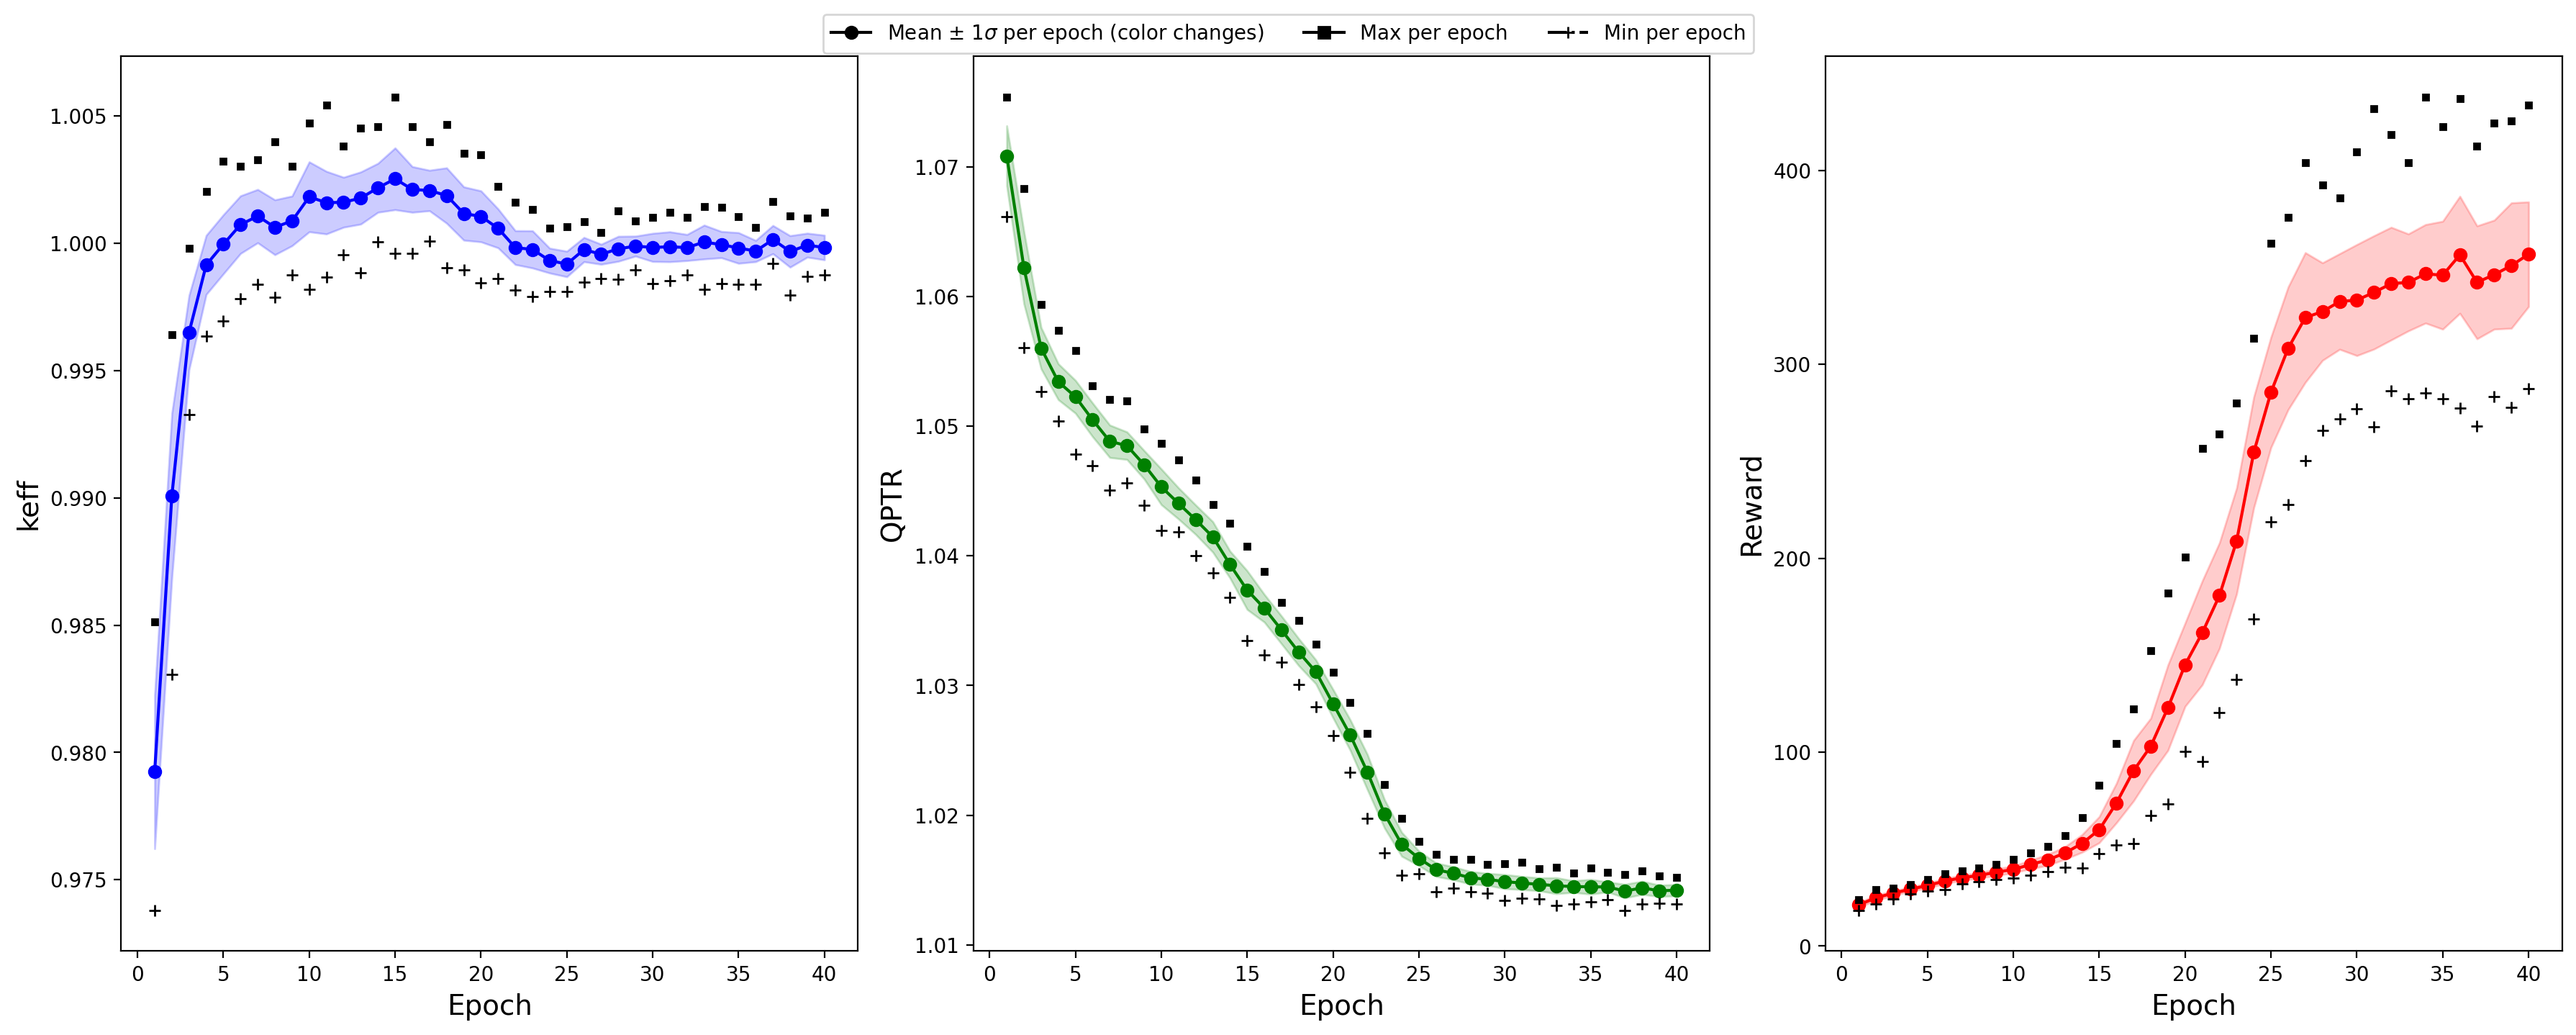 Mean ± 1σ per epoch (color changes) Max per epoch Min per epoch
keff
1.005
1.000
0.995
0.990
0.985
0.980
0.975
0 5 10 15 20 25 30 35 40
Epoch
QPTR
1.07
1.06
1.05
1.04
1.03
1.02
1.01
0 5 10 15 20 25 30 35 40
Epoch
Reward
400
300
200
100
0
0 5 10 15 20 25 30 35 40
Epoch